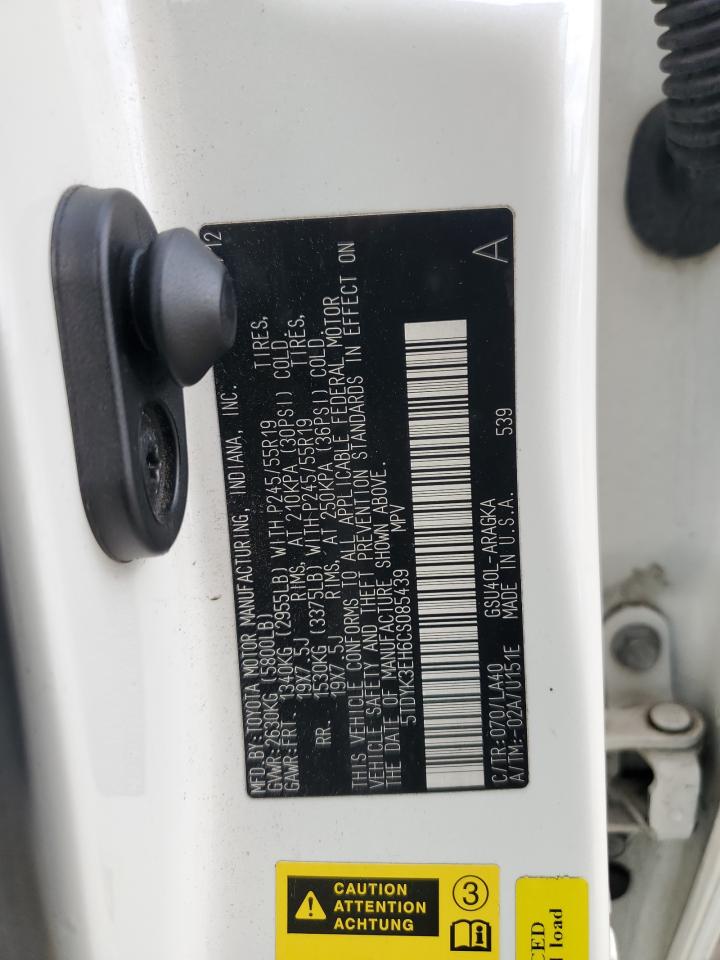 MFD.BY:TOYOTA MOTOR MANUFACTURING, INDIANA, INC. 12
GVWR:2630KG (5800LB)
GAWR:FRT 1340KG (2955LB) WITH P245/55R19 TIRES,
19X7.5J RIMS, AT 210KPA (30PSI) COLD.
RR. 1530KG (3375LB) WITH P245/55R19 TIRES,
19X7.5J RIMS, AT 250KPA (36PSI) COLD.
THIS VEHICLE CONFORMS TO ALL APPLICABLE FEDERAL MOTOR
VEHICLE SAFETY AND THEFT PREVENTION STANDARDS IN EFFECT ON
THE DATE OF MANUFACTURE SHOWN ABOVE.
5TDYK3EH6CS085439 MPV
C/TR:070/LA40 GSU40L-ARAGKA 539 A
A/TM:-02A/U151E MADE IN U.S.A.
CAUTION
ATTENTION
ACHTUNG
3
load